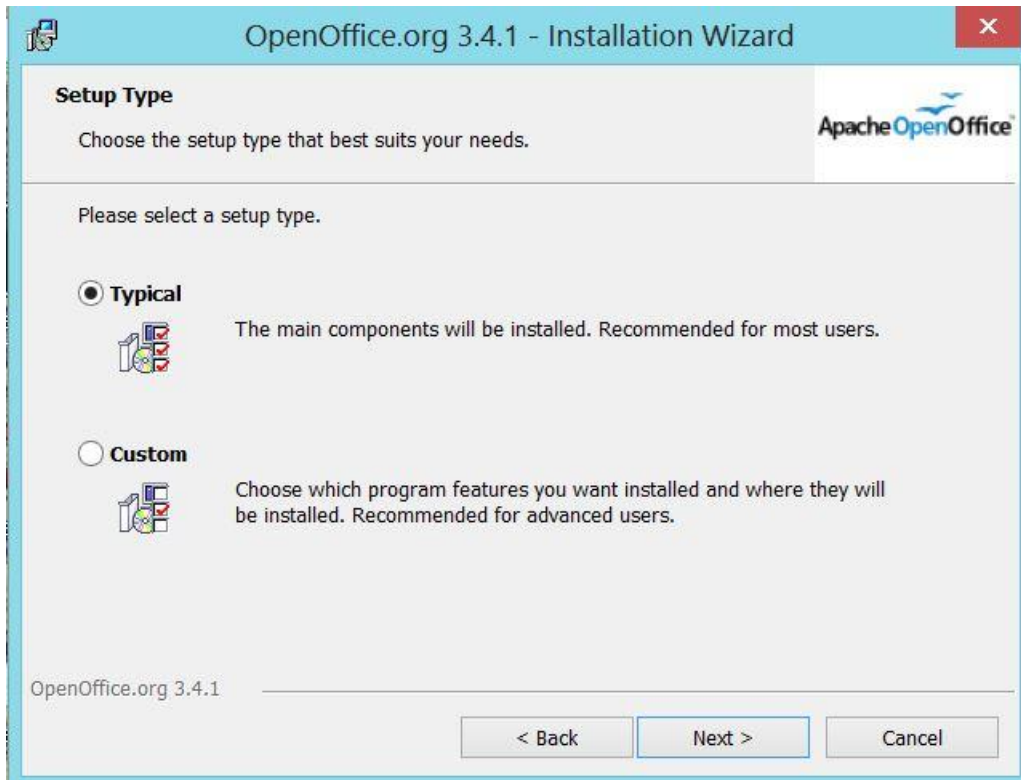 OpenOffice.org 3.4.1 - Installation Wizard
Setup Type
Choose the setup type that best suits your needs.
Apache OpenOffice
Please select a setup type.
Typical
The main components will be installed. Recommended for most users.
Custom
Choose which program features you want installed and where they will
be installed. Recommended for advanced users.
OpenOffice.org 3.4.1
< Back
Next >
Cancel